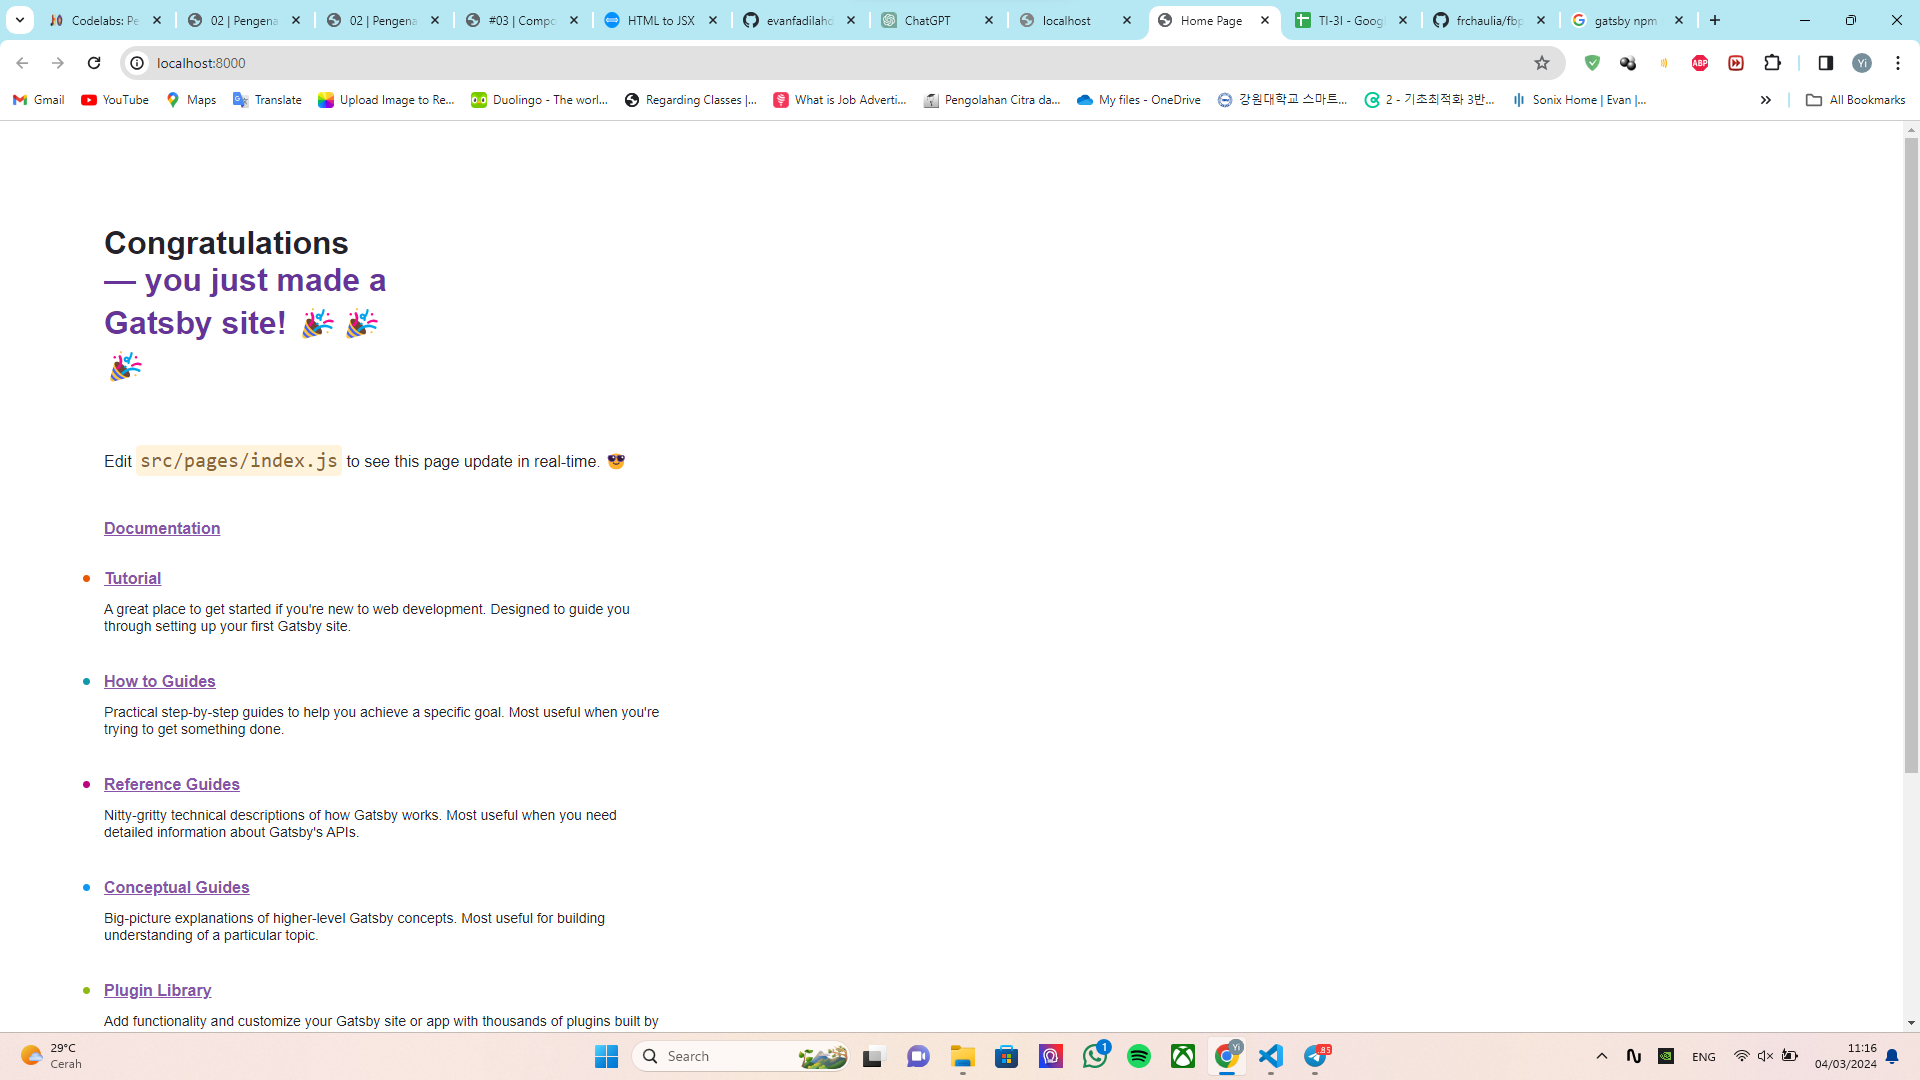 Codelabs: Pe
02 | Pengena
02 | Pengena
#03 | Compo
HTML to JSX
evanfadilahd
ChatGPT
localhost
Home Page
TI-3I - Googl
frchaulia/fbp
gatsby npm
localhost:8000
ABP
Yi
Gmail
YouTube
Maps
Translate
Upload Image to Re...
Duolingo - The worl...
Regarding Classes |...
What is Job Adverti...
Pengolahan Citra da...
My files - OneDrive
강원대학교 스마트...
2 - 기초최적화 3반...
Sonix Home | Evan |...
All Bookmarks
Congratulations
— you just made a
Gatsby site! 🎉 🎉
🎉
Edit src/pages/index.js to see this page update in real-time. 😎
Documentation
Tutorial
A great place to get started if you're new to web development. Designed to guide you
through setting up your first Gatsby site.
How to Guides
Practical step-by-step guides to help you achieve a specific goal. Most useful when you're
trying to get something done.
Reference Guides
Nitty-gritty technical descriptions of how Gatsby works. Most useful when you need
detailed information about Gatsby's APIs.
Conceptual Guides
Big-picture explanations of higher-level Gatsby concepts. Most useful for building
understanding of a particular topic.
Plugin Library
Add functionality and customize your Gatsby site or app with thousands of plugins built by
29°C
Cerah
Search
1
Yi
85
ENG
11:16
04/03/2024